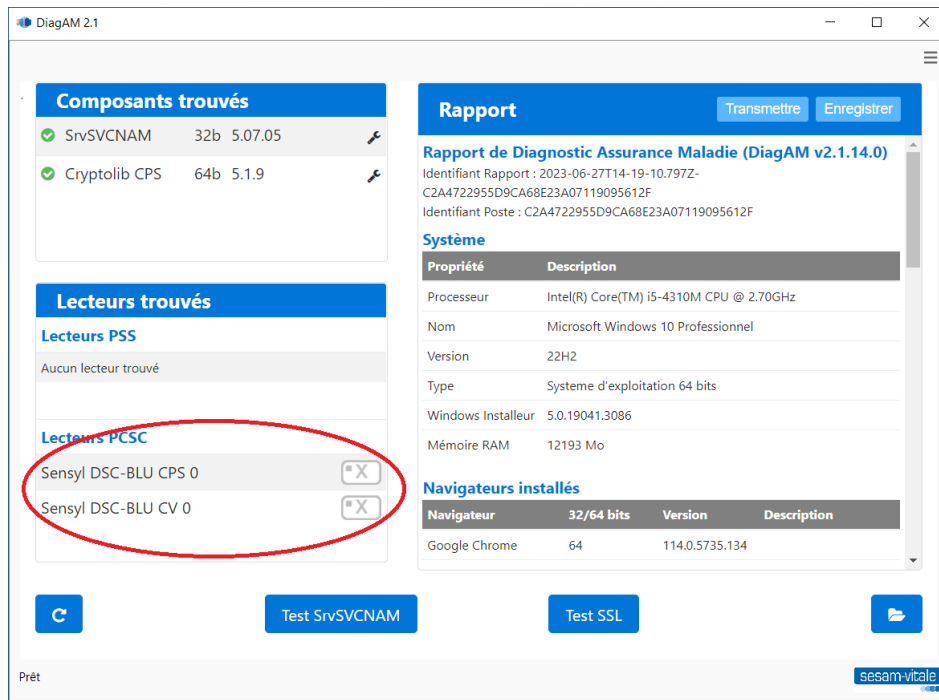 DiagAM 2.1
Composants trouvés
SrvSVCNAM 32b 5.07.05
Cryptolib CPS 64b 5.1.9
Lecteurs trouvés
Lecteurs PSS
Aucun lecteur trouvé
Lecteurs PCSC
Sensyl DSC-BLU CPS 0 X
Sensyl DSC-BLU CV 0 X
Rapport Transmettre Enregistrer
Rapport de Diagnostic Assurance Maladie (DiagAM v2.1.14.0)
Identifiant Rapport : 2023-06-27T14-19-10.797Z-
C2A4722955D9CA68E23A07119095612F
Identifiant Poste : C2A4722955D9CA68E23A07119095612F
Système
Propriété Description
Processeur Intel(R) Core(TM) i5-4310M CPU @ 2.70GHz
Nom Microsoft Windows 10 Professionnel
Version 22H2
Type Systeme d'exploitation 64 bits
Windows Installeur 5.0.19041.3086
Mémoire RAM 12193 Mo
Navigateurs installés
Navigateur 32/64 bits Version Description
Google Chrome 64 114.0.5735.134
Test SrvSVCNAM Test SSL
Prêt
sesam-vitale